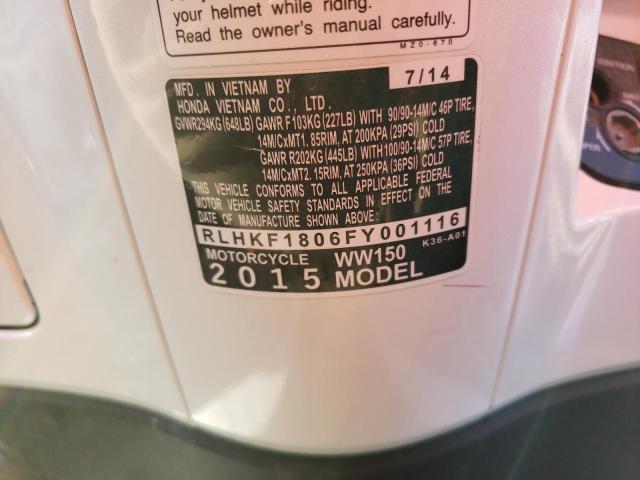 your helmet while riding.
Read the owner's manual carefully.
MZ0-670
7/14
MFD. IN VIETNAM BY
HONDA VIETNAM CO., LTD.
GVWR294KG (648LB) GAWR F103KG (227LB) WITH 90/90-14M/C 46P TIRE,
14M/CxMT1. 85RIM, AT 200KPA (29PSI) COLD
GAWR R202KG (445LB) WITH100/90-14M/C 57P TIRE,
14M/CxMT2. 15RIM, AT 250KPA (36PSI) COLD
THIS VEHICLE CONFORMS TO ALL APPLICABLE FEDERAL
MOTOR VEHICLE SAFETY STANDARDS IN EFFECT ON THE
DATE OF MANUFACTURE SHOWN ABOVE:
RLHKF1806FY001116
K36-A01
MOTORCYCLE WW150
2015 MODEL